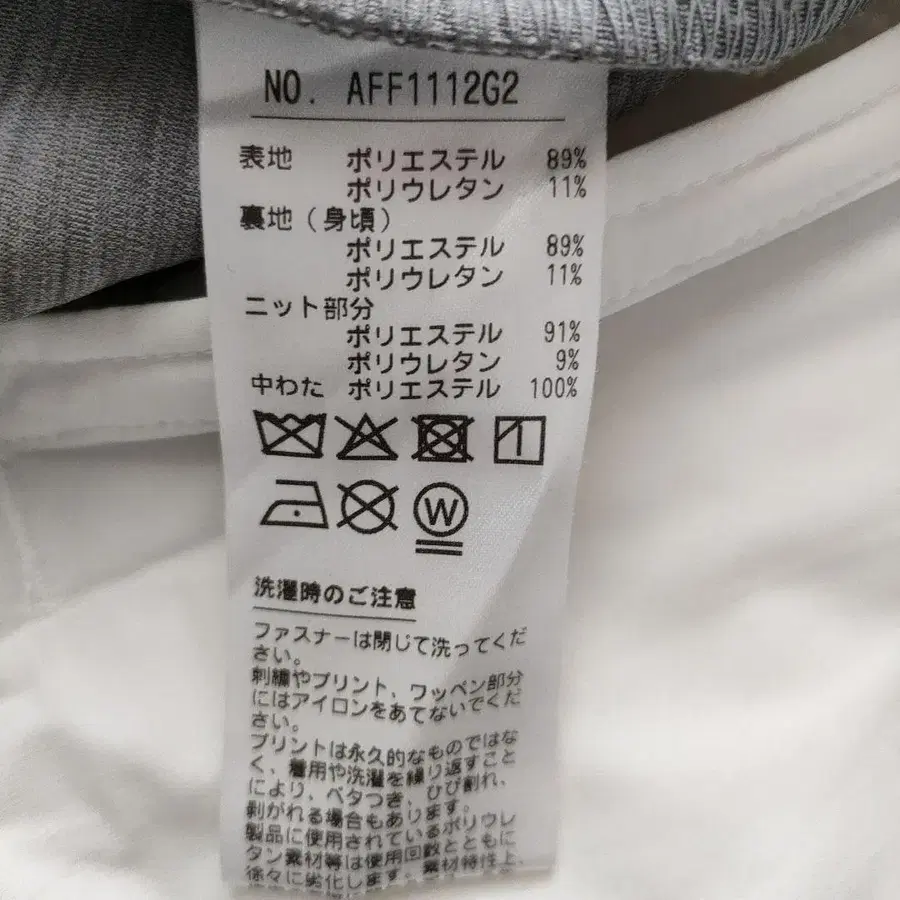 NO. AFF1112G2
表地 ポリエステル 89%
ポリウレタン 11%
裏地(身頃)
ポリエステル 89%
ポリウレタン 11%
ニット部分
ポリエステル 91%
ポリウレタン 9%
中わた ポリエステル 100%
W
洗濯時のご注意
ファスナーは閉じて洗ってくだ
さい。
刺繍やプリント、ワッペン部分
にはアイロンをあてないでくだ
さい。
プリントは永久的なものではな
く、着用や洗濯を繰り返すこと
により、ベタつき、ひび割れ、
剥がれる場合もあります。
製品に使用されているポリウレ
タン素材等は使用回数とともに
徐々に劣化します。素材特性上、